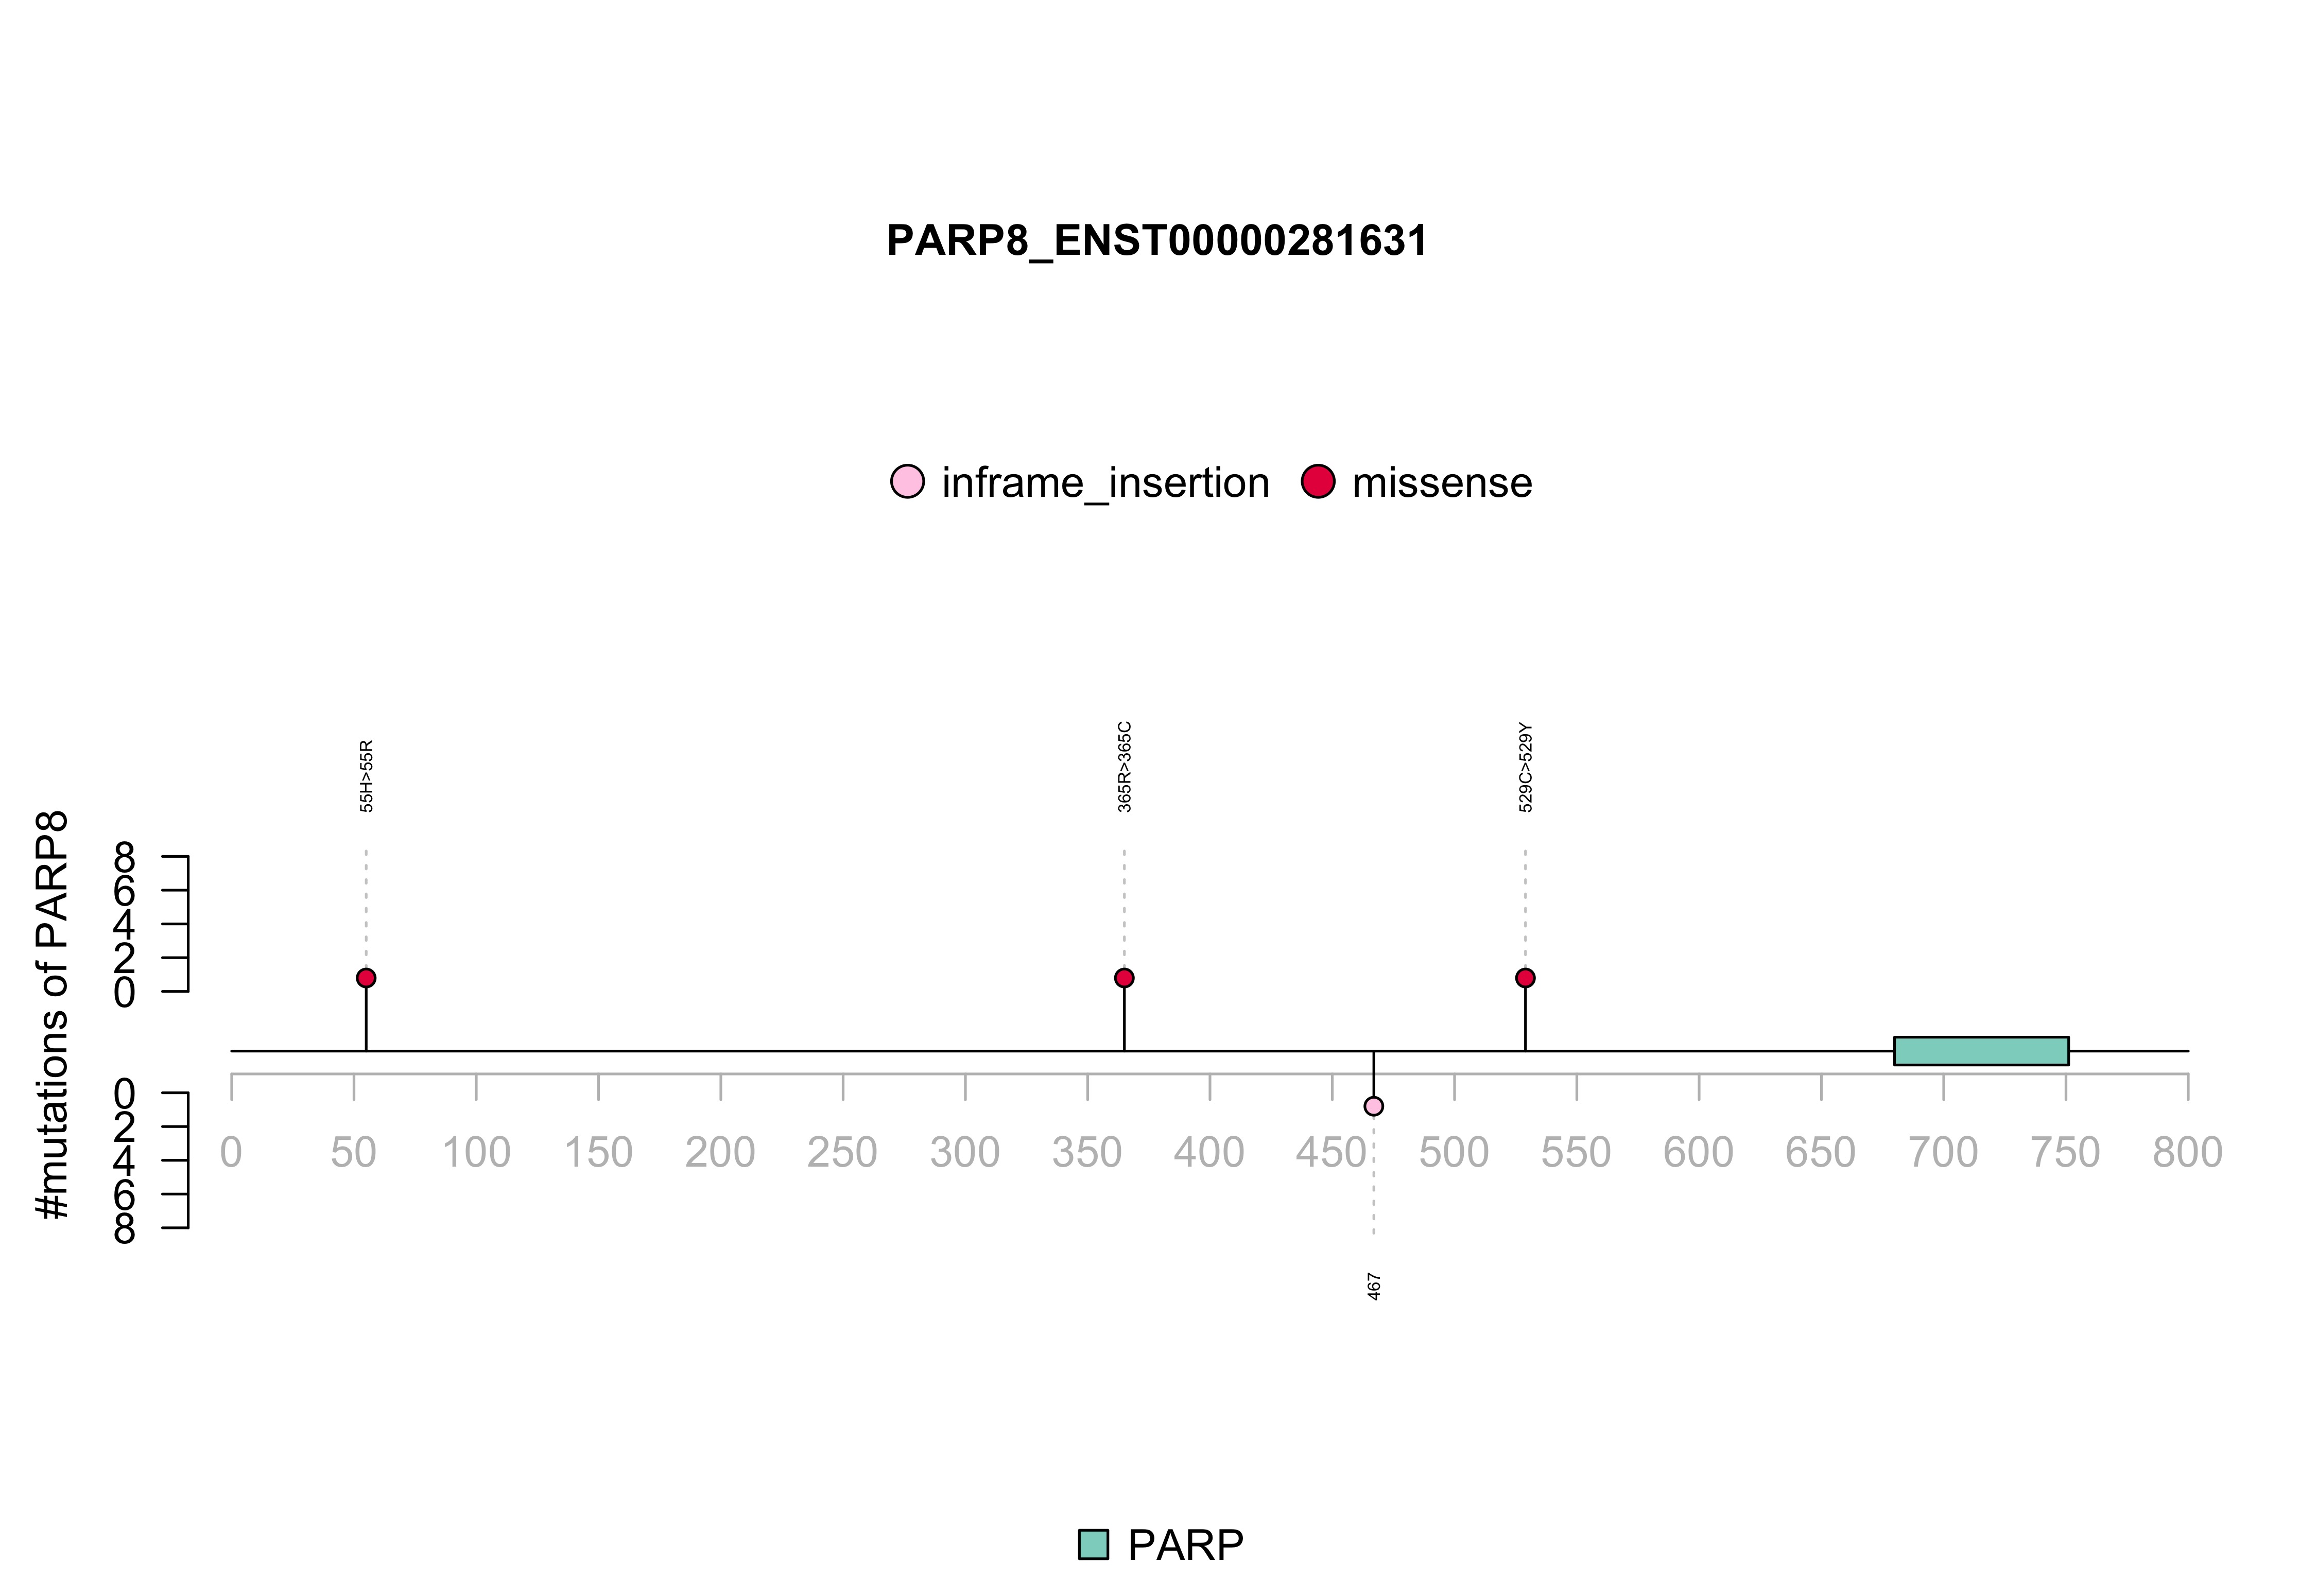 PARP8_ENST00000281631
inframe_insertion missense
55H>55R 365R>365C 529C>529Y
#mutations of PARP8
8
6
4
2
0
0
2
4
6
8
0 50 100 150 200 250 300 350 400 450 500 550 600 650 700 750 800
467
PARP